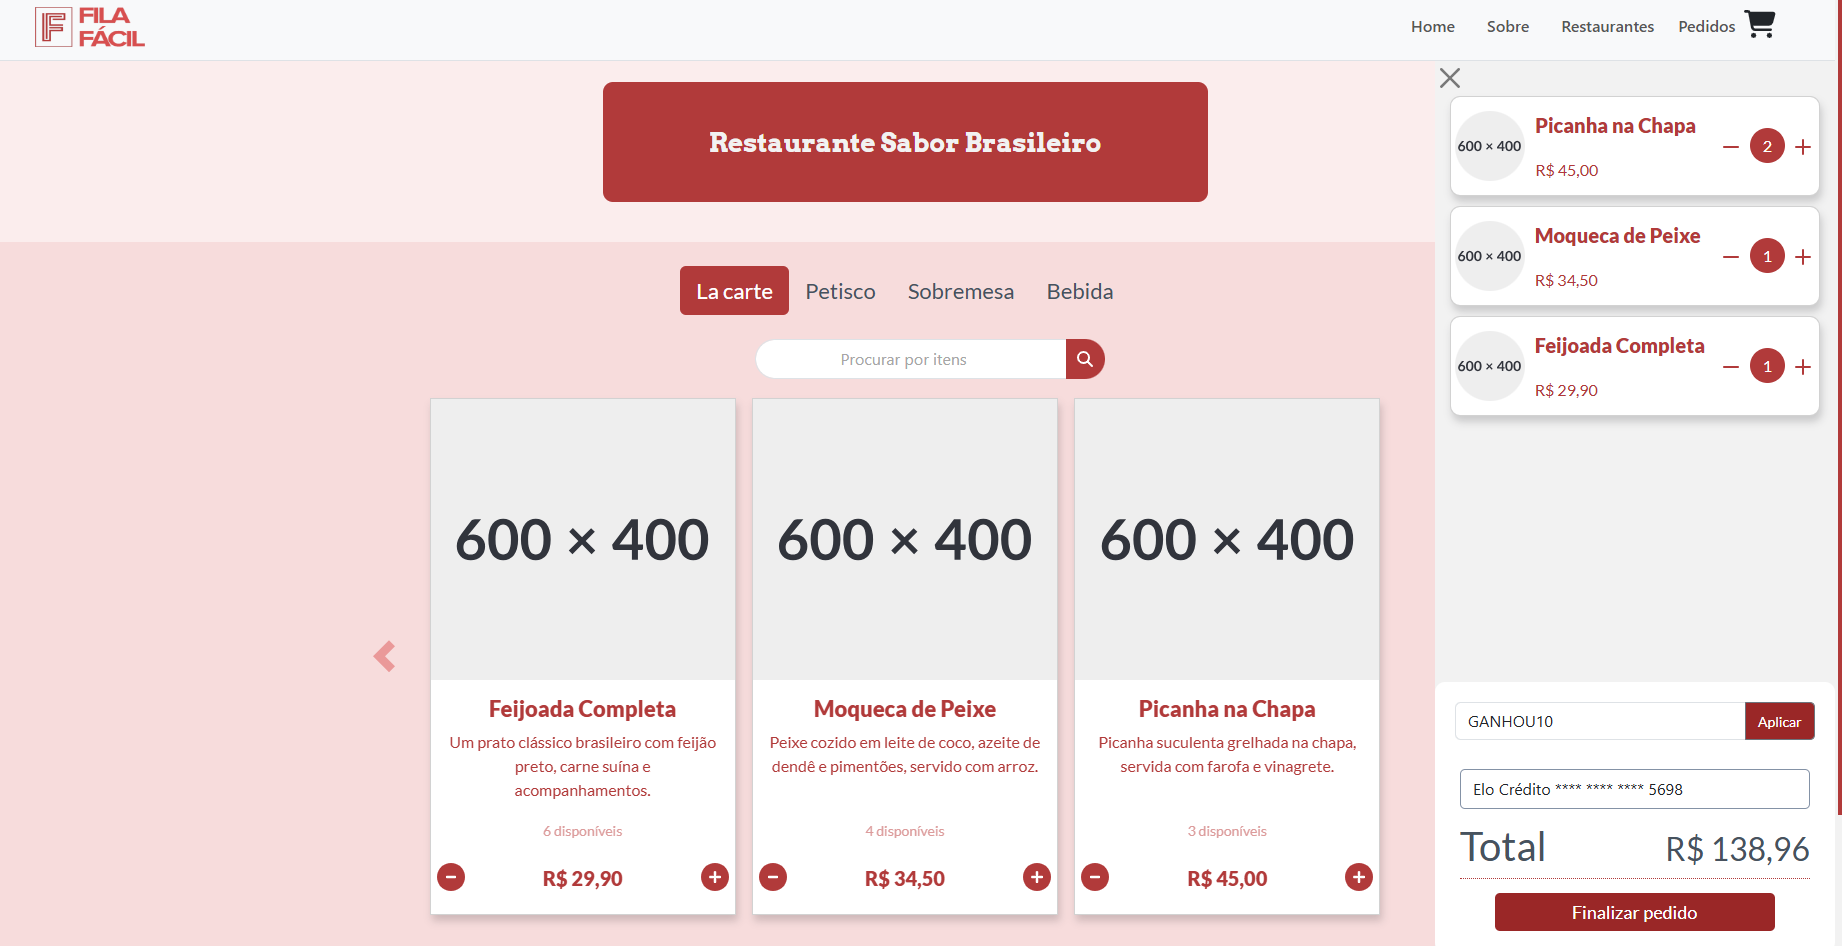 FILA
FÁCIL
Home Sobre Restaurantes Pedidos
Restaurante Sabor Brasileiro
La carte Petisco Sobremesa Bebida
Procurar por itens
600 × 400
Feijoada Completa
Um prato clássico brasileiro com feijão
preto, carne suína e
acompanhamentos.
6 disponíveis
R$ 29,90
600 × 400
Moqueca de Peixe
Peixe cozido em leite de coco, azeite de
dendê e pimentões, servido com arroz.
4 disponíveis
R$ 34,50
600 × 400
Picanha na Chapa
Picanha suculenta grelhada na chapa,
servida com farofa e vinagrete.
3 disponíveis
R$ 45,00
600 × 400
Picanha na Chapa
2
R$ 45,00
600 × 400
Moqueca de Peixe
1
R$ 34,50
600 × 400
Feijoada Completa
1
R$ 29,90
GANHOU10 Aplicar
Elo Crédito **** **** **** 5698
Total R$ 138,96
Finalizar pedido